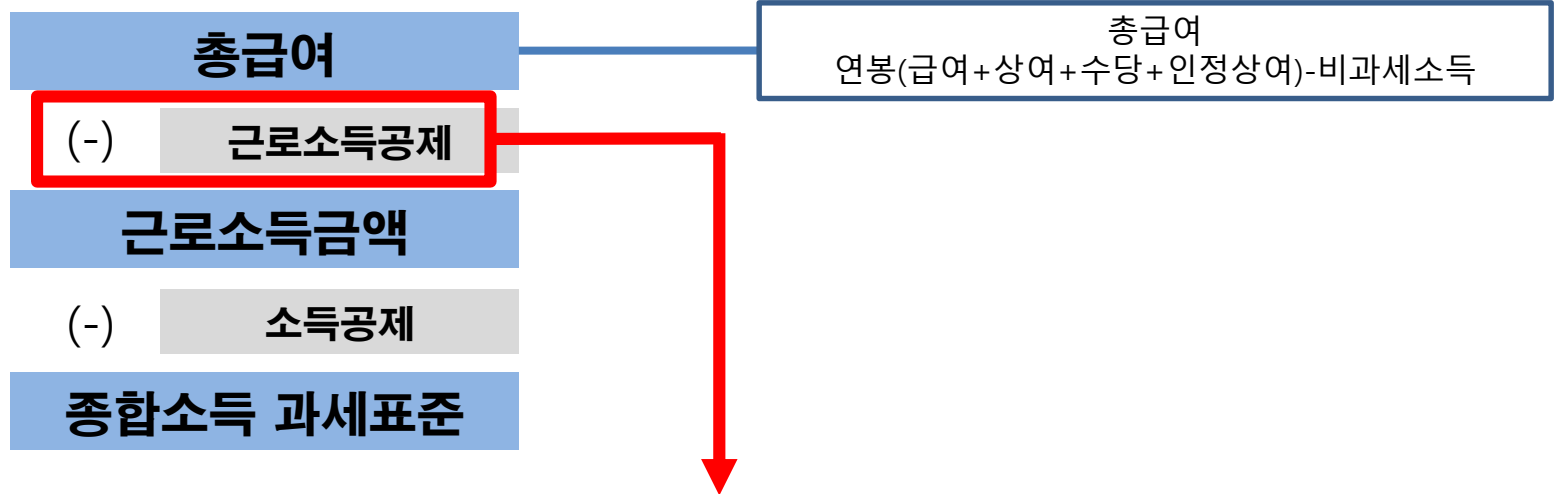 총급여
총급여
연봉(급여+상여+수당+인정상여)-비과세소득
(-) 근로소득공제
근로소득금액
(-) 소득공제
종합소득 과세표준